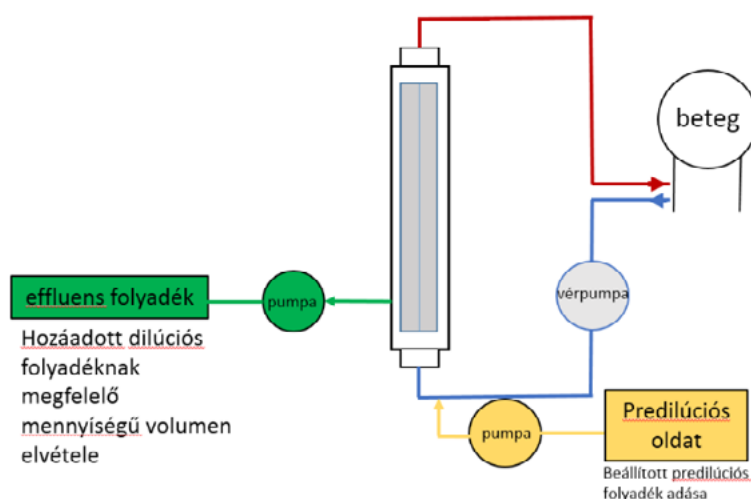 beteg
vérpumpa
effluens folyadék
pumpa
Hozáadott dilúciós
folyadéknak
megfelelő
mennyíségű volumen
elvétele
pumpa
Predilúciós
oldat
Beállított predilúciós
folyadék adása